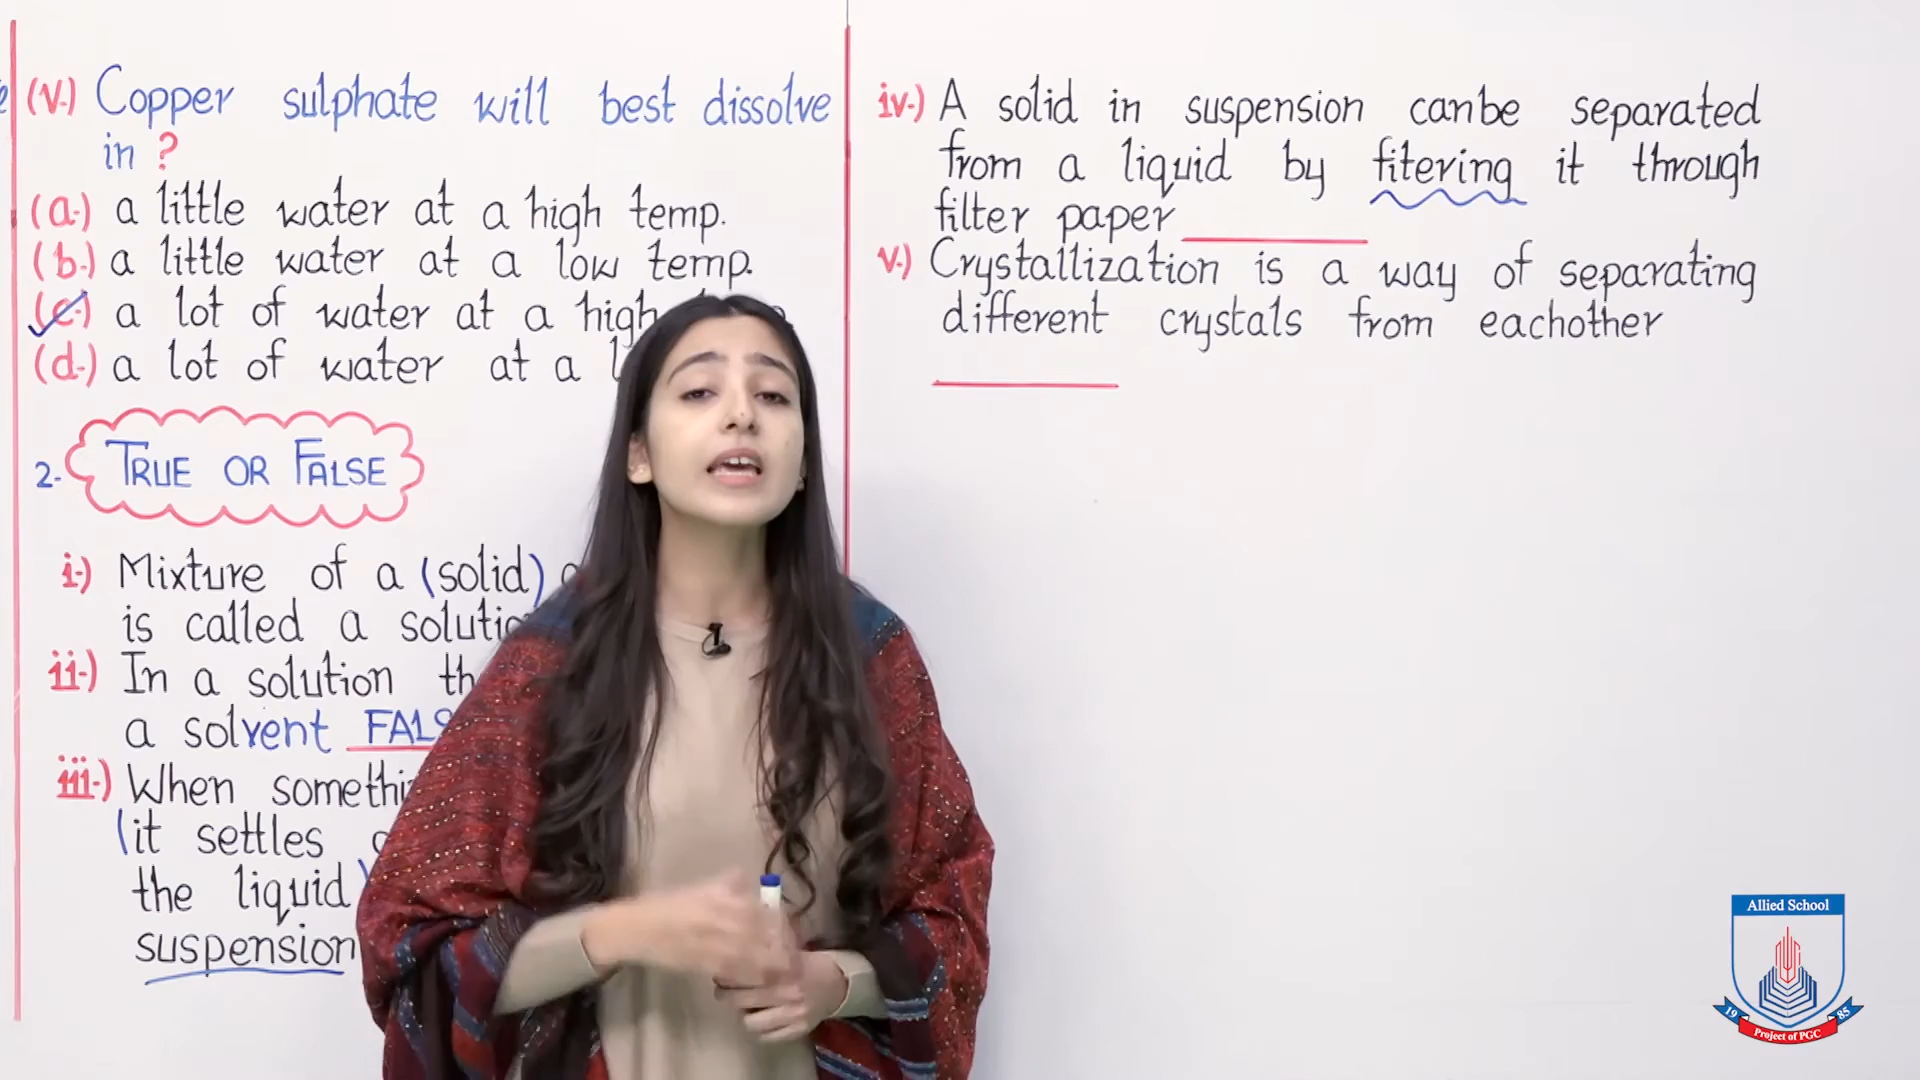 (v.) Copper sulphate will best dissolve
in ?
(a.) a little water at a high temp.
(b.) a little water at a low temp.
(c.) a lot of water at a high
(d.) a lot of water at a
2. TRUE OR FALSE
i.) Mixture of a (solid)
is called a
ii.) In a solution
a solvent
iii.) When
(it settles
the liquid)
suspension
iv.) A solid in suspension canbe separated
from a liquid by fitering it through
filter paper
v.) Crystallization is a way of separating
different crystals from eachother
Allied School
19 85
Project of PGC